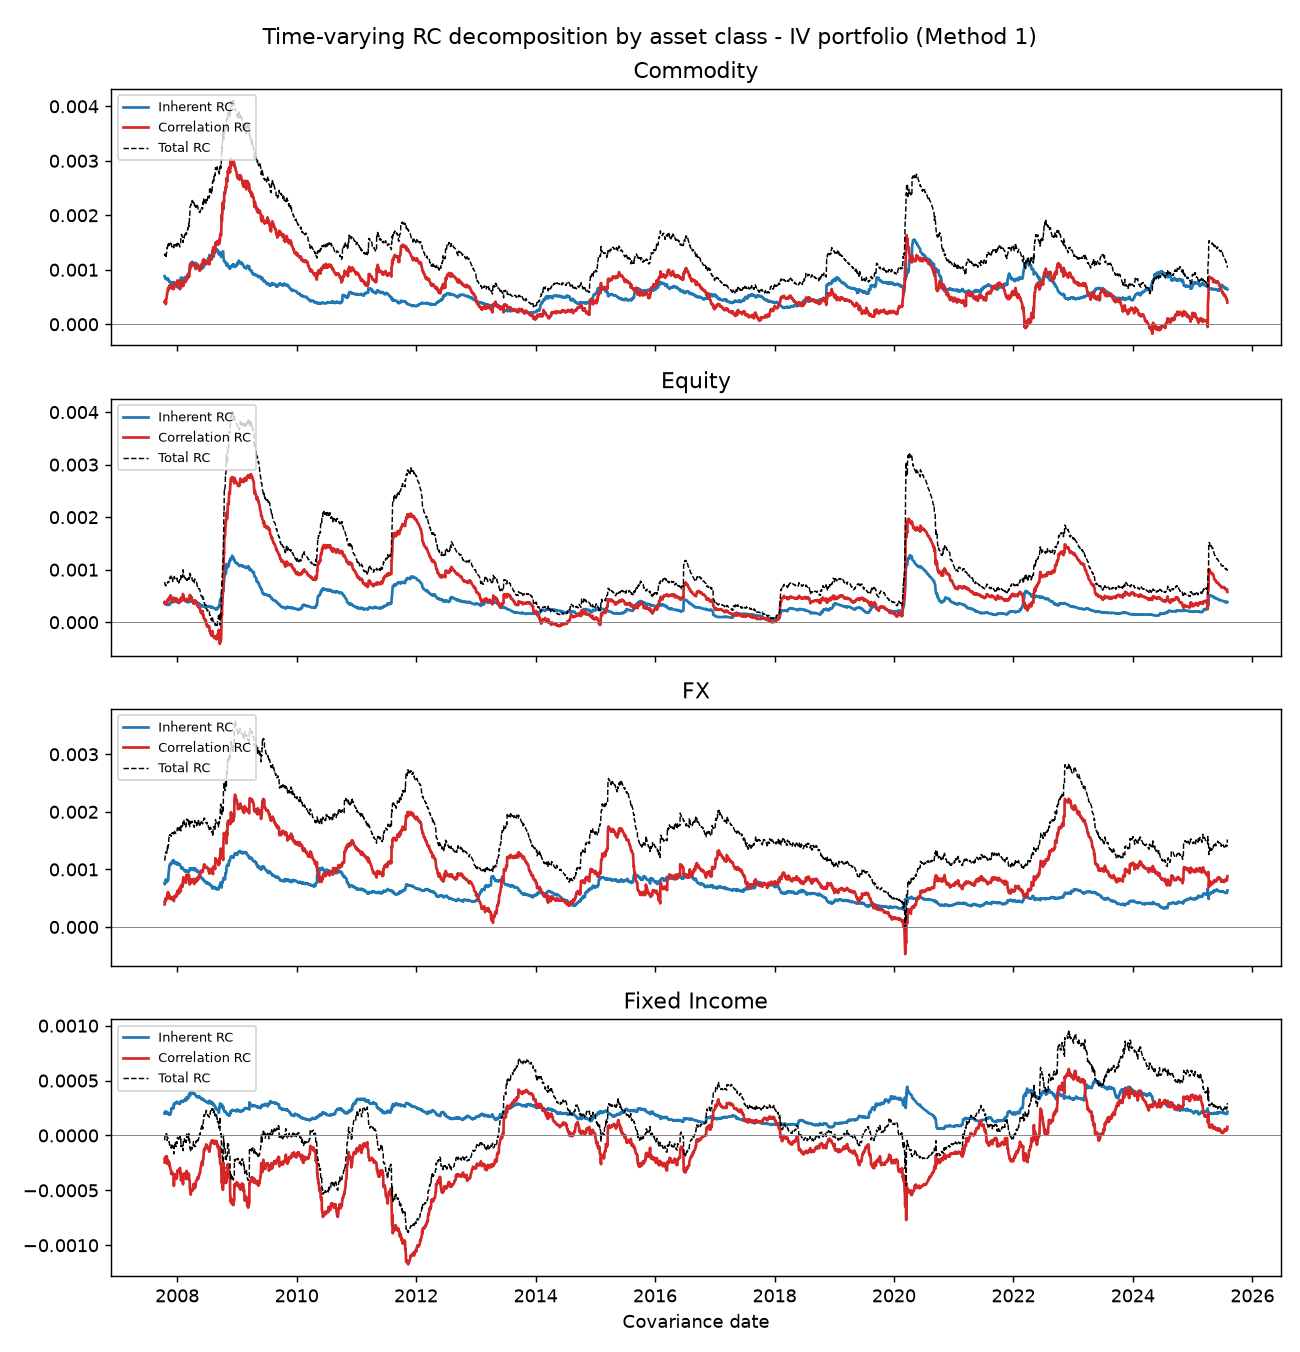 Time-varying RC decomposition by asset class - IV portfolio (Method 1)
Commodity
0.004
0.003
0.002
0.001
0.000
Inherent RC
Correlation RC
Total RC
Equity
0.004
0.003
0.002
0.001
0.000
Inherent RC
Correlation RC
Total RC
FX
0.003
0.002
0.001
0.000
Inherent RC
Correlation RC
Total RC
Fixed Income
0.0010
0.0005
0.0000
−0.0005
−0.0010
Inherent RC
Correlation RC
Total RC
2008 2010 2012 2014 2016 2018 2020 2022 2024 2026
Covariance date